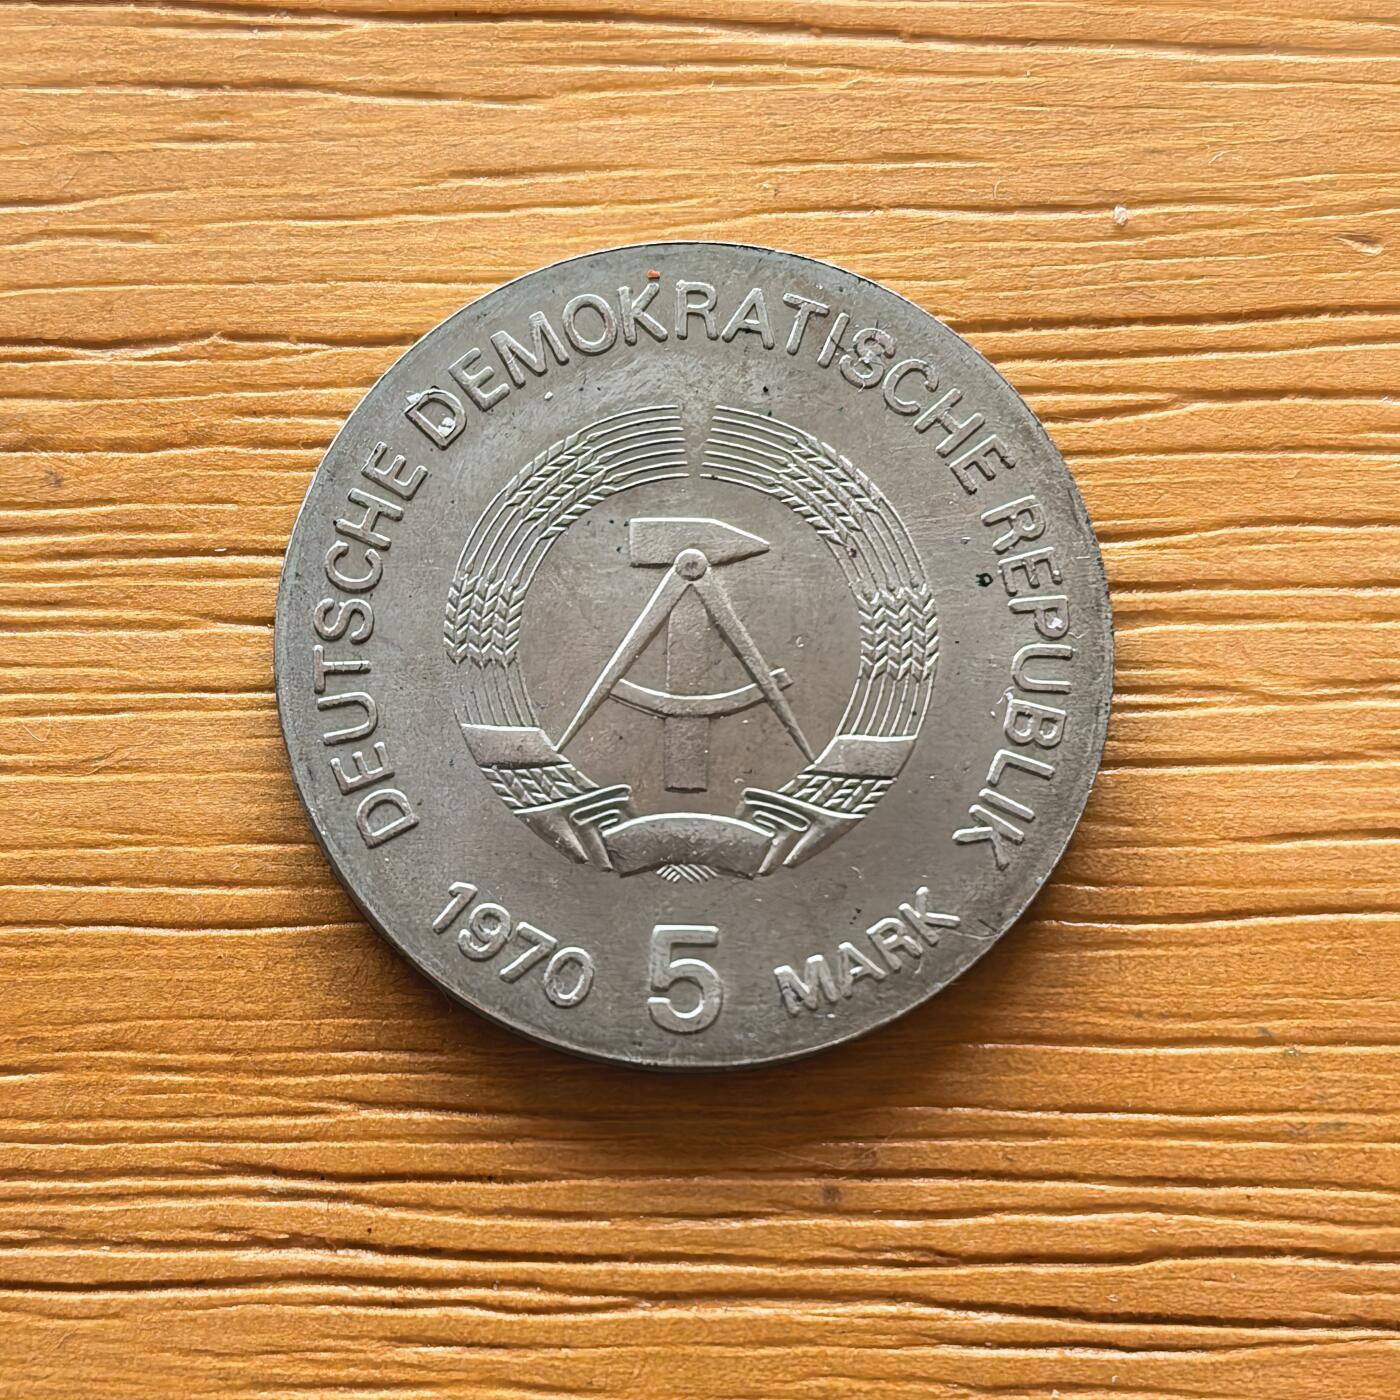 DEUTSCHE DEMOKRATISCHE REPUBLIK
1970 5 MARK